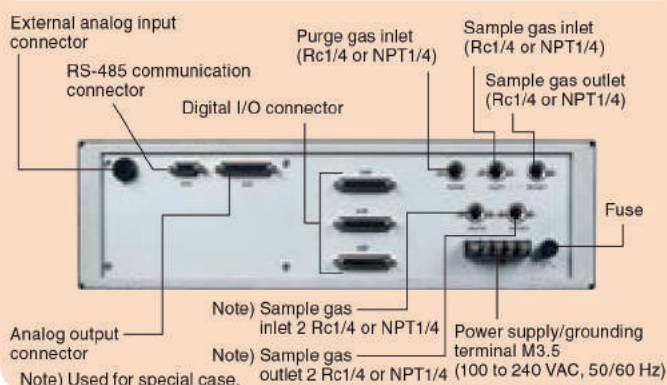 External analog input
connector
RS-485 communication
connector
Digital I/O connector
Purge gas inlet
(Rc1/4 or NPT1/4)
Sample gas inlet
(Rc1/4 or NPT1/4)
Sample gas outlet
(Rc1/4 or NPT1/4)
Fuse
Analog output
connector
Note) Sample gas
inlet 2 Rc1/4 or NPT1/4
Note) Sample gas
outlet 2 Rc1/4 or NPT1/4
Power supply/grounding
terminal M3.5
(100 to 240 VAC, 50/60 Hz)
Note) Used for special case.